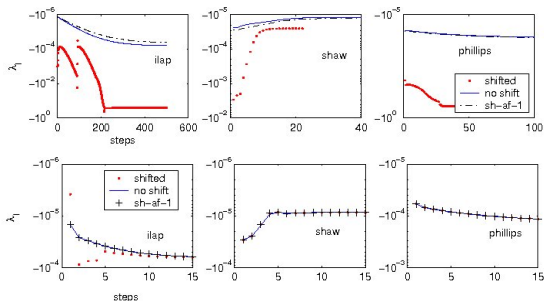 -10^-6
-10^-4
-10^-2
-10^0
λ_l
0 200 400 600
steps
ilap
-10^-5
-10^-4
-10^-3
-10^-2
0 20 40
shaw
-10^-5
-10^0
0 50 100
phillips
shifted
no shift
sh-af-1
-10^-6
-10^-5
-10^-4
λ_l
0 5 10 15
steps
ilap
shifted
no shift
sh-af-1
-10^-6
-10^-5
-10^-4
0 5 10 15
shaw
-10^-5
-10^-4
-10^-3
0 5 10 15
phillips